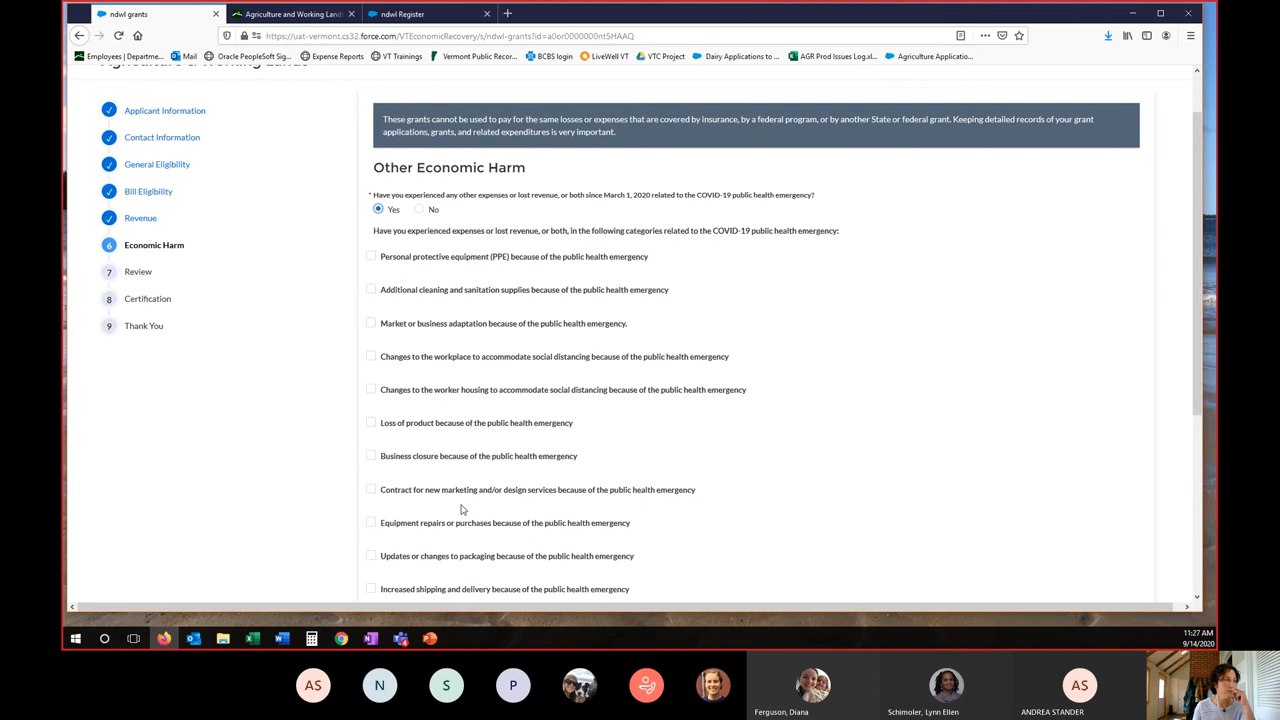 ndwl grants
Agriculture and Working Lands
ndwl Register
https://uat-vermont.cs32.force.com/VTEconomicRecovery/s/ndwl-grants?id=a0or0000000nt5HAAQ
Employees | Departme...
Mail
Oracle PeopleSoft Sig...
Expense Reports
VT Trainings
Vermont Public Recor...
BCBS login
LiveWell VT
VTC Project
Dairy Applications to ...
AGR Prod Issues Log.xl...
Agriculture Applicatio...
Agriculture & Working Lands
Applicant Information
Contact Information
General Eligibility
Bill Eligibility
Revenue
6 Economic Harm
7 Review
8 Certification
9 Thank You
These grants cannot be used to pay for the same losses or expenses that are covered by insurance, by a federal program, or by another State or federal grant. Keeping detailed records of your grant
applications, grants, and related expenditures is very important.
Other Economic Harm
* Have you experienced any other expenses or lost revenue, or both since March 1, 2020 related to the COVID-19 public health emergency?
Yes No
Have you experienced expenses or lost revenue, or both, in the following categories related to the COVID-19 public health emergency:
Personal protective equipment (PPE) because of the public health emergency
Additional cleaning and sanitation supplies because of the public health emergency
Market or business adaptation because of the public health emergency.
Changes to the workplace to accommodate social distancing because of the public health emergency
Changes to the worker housing to accommodate social distancing because of the public health emergency
Loss of product because of the public health emergency
Business closure because of the public health emergency
Contract for new marketing and/or design services because of the public health emergency
Equipment repairs or purchases because of the public health emergency
Updates or changes to packaging because of the public health emergency
Increased shipping and delivery because of the public health emergency
11:27 AM
9/14/2020
AS
N
S
P
Ferguson, Diana
Schimoler, Lynn Ellen
AS
ANDREA STANDER